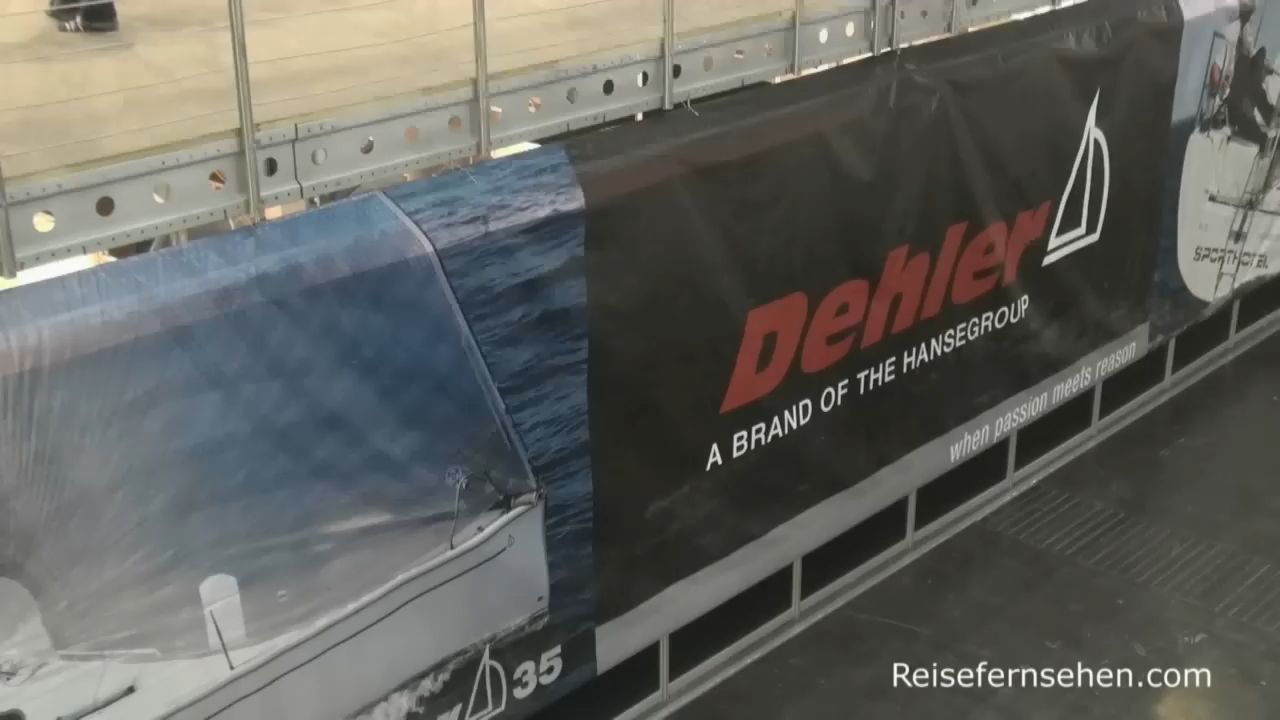 Dehler
A BRAND OF THE HANSEGROUP
when passion meets reason
SPORTHOTEL
35
Reisefernsehen.com